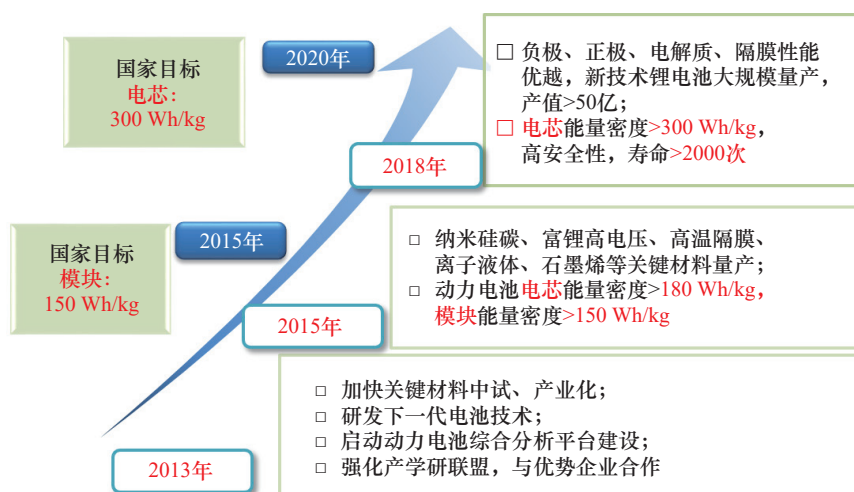 国家目标
电芯:
300 Wh/kg
2020年
□ 负极、正极、电解质、隔膜性能
优越，新技术锂电池大规模量产，
产值>50亿；
□ 电芯能量密度>300 Wh/kg，
高安全性，寿命>2000次
2018年
国家目标
模块:
150 Wh/kg
2015年
□ 纳米硅碳、富锂高电压、高温隔膜、
离子液体、石墨烯等关键材料量产；
□ 动力电池电芯能量密度>180 Wh/kg，
模块能量密度>150 Wh/kg
2015年
□ 加快关键材料中试、产业化；
□ 研发下一代电池技术；
□ 启动动力电池综合分析平台建设；
□ 强化产学研联盟，与优势企业合作
2013年